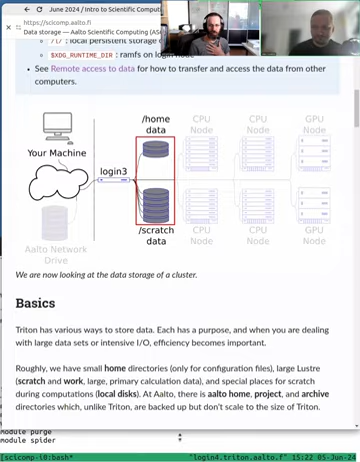 June 2024 / Intro to Scientific Comput
https://scicomp.aalto.fi
Data storage — Aalto Scientific Computing (AS
/l/ : local persistent storage
$XDG_RUNTIME_DIR : ramfs on login node
See Remote access to data for how to transfer and access the data from other
computers.
/home
data
CPU
Node
CPU
Node
GPU
Node
Your Machine
login3
/scratch
data
CPU
Node
CPU
Node
GPU
Node
Aalto Network
Drive
We are now looking at the data storage of a cluster.
Basics
Triton has various ways to store data. Each has a purpose, and when you are dealing
with large data sets or intensive I/O, efficiency becomes important.
Roughly, we have small home directories (only for configuration files), large Lustre
(scratch and work, large, primary calculation data), and special places for scratch
during computations (local disks). At Aalto, there is aalto home, project, and archive
directories which, unlike Triton, are backed up but don't scale to the size of Triton.
module purge
module spider
[scicomp-i0:bash* "login4.triton.aalto.f" 15:22 05-Jun-24